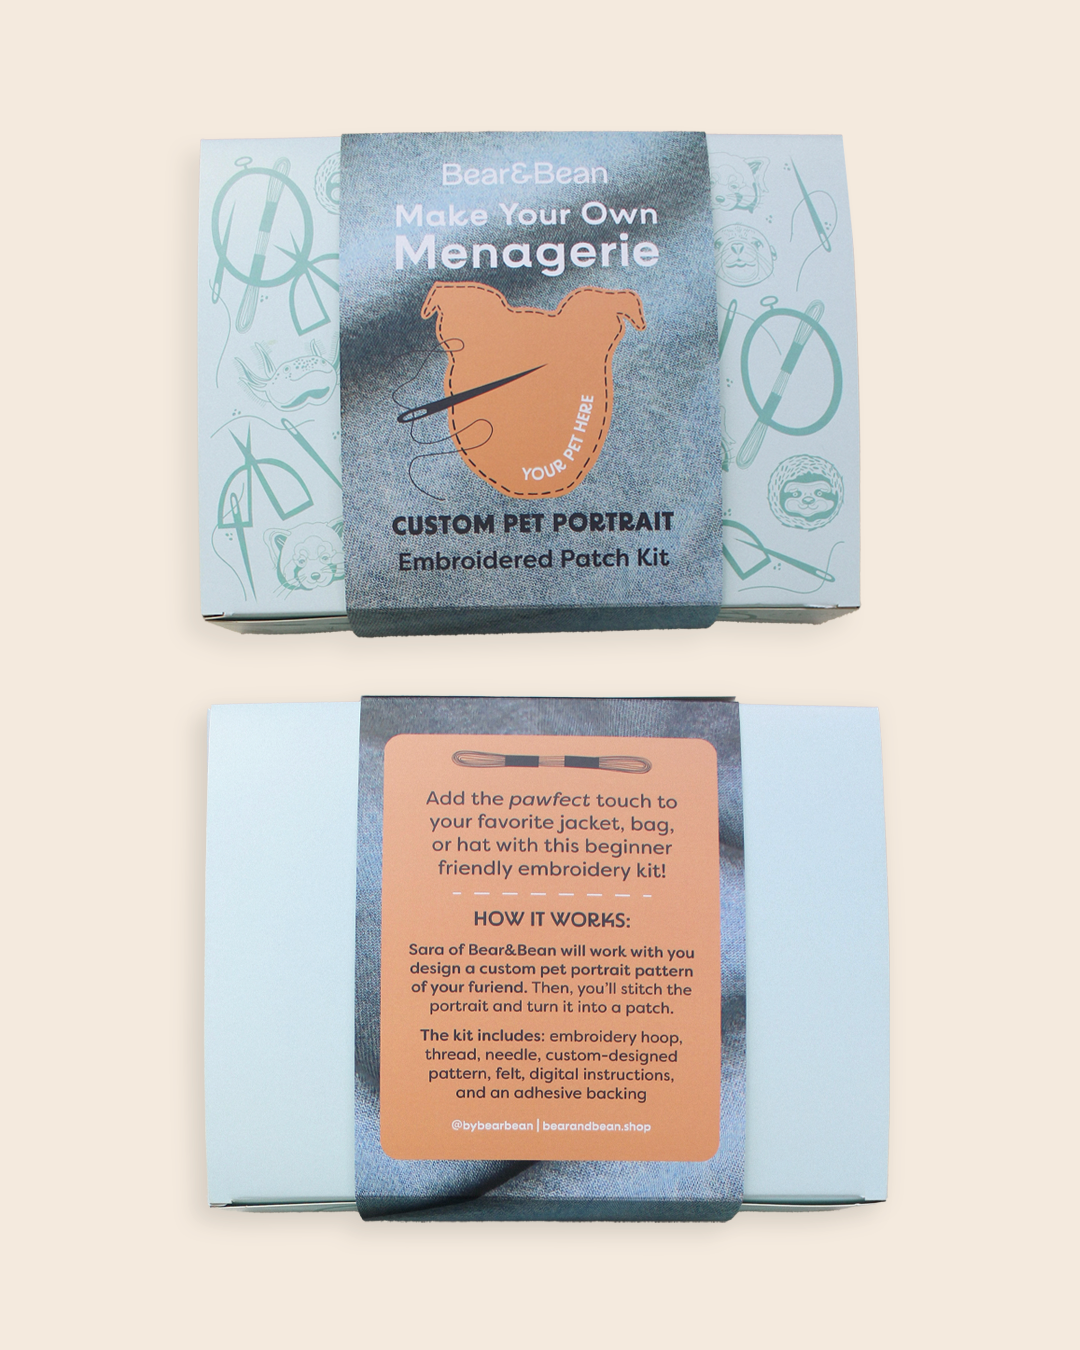 Bear&Bean
Make Your Own
Menagerie
YOUR PET HERE
CUSTOM PET PORTRAIT
Embroidered Patch Kit
Add the pawfect touch to
your favorite jacket, bag,
or hat with this beginner
friendly embroidery kit!
HOW IT WORKS:
Sara of Bear&Bean will work with you
design a custom pet portrait pattern
of your furiend. Then, you'll stitch the
portrait and turn it into a patch.
The kit includes: embroidery hoop,
thread, needle, custom-designed
pattern, felt, digital instructions,
and an adhesive backing
@bybearbean | bearandbean.shop